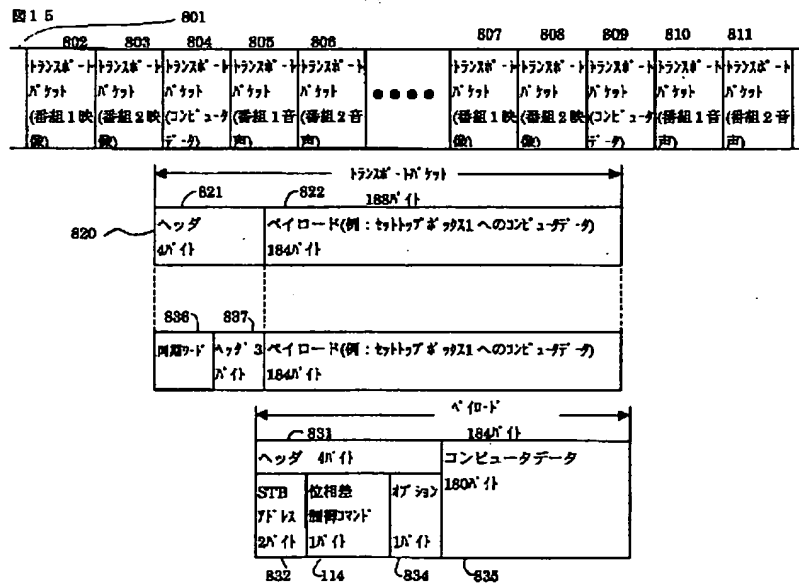 図15
801
802 803 804 805 806 807 808 809 810 811
トランスポート トランスポート トランスポート トランスポート トランスポート トランスポート トランスポート トランスポート トランスポート トランスポート
パケット パケット パケット パケット パケット ●●●● パケット パケット パケット パケット パケット
(番組1映 (番組2映 (コンピュータ (番組1音 (番組2音 (番組1映 (番組2映 (コンピュータ (番組1音 (番組2音
像) 像) データ) 声) 声) 像) 像) データ) 声) 声)
トランスポートパケット
188バイト
821 822
820
ヘッダ ペイロード(例：セットトップボックス1へのコンピュータデータ)
4バイト 184バイト
836 837
同期ワード ヘッダ3 ペイロード(例：セットトップボックス1へのコンピュータデータ)
バイト 184バイト
ペイロード
184バイト
831
ヘッダ 4バイト コンピュータデータ
180バイト
STB 位相差 オプション
アドレス 制御コマンド
2バイト 1バイト 1バイト
832 114 834 835